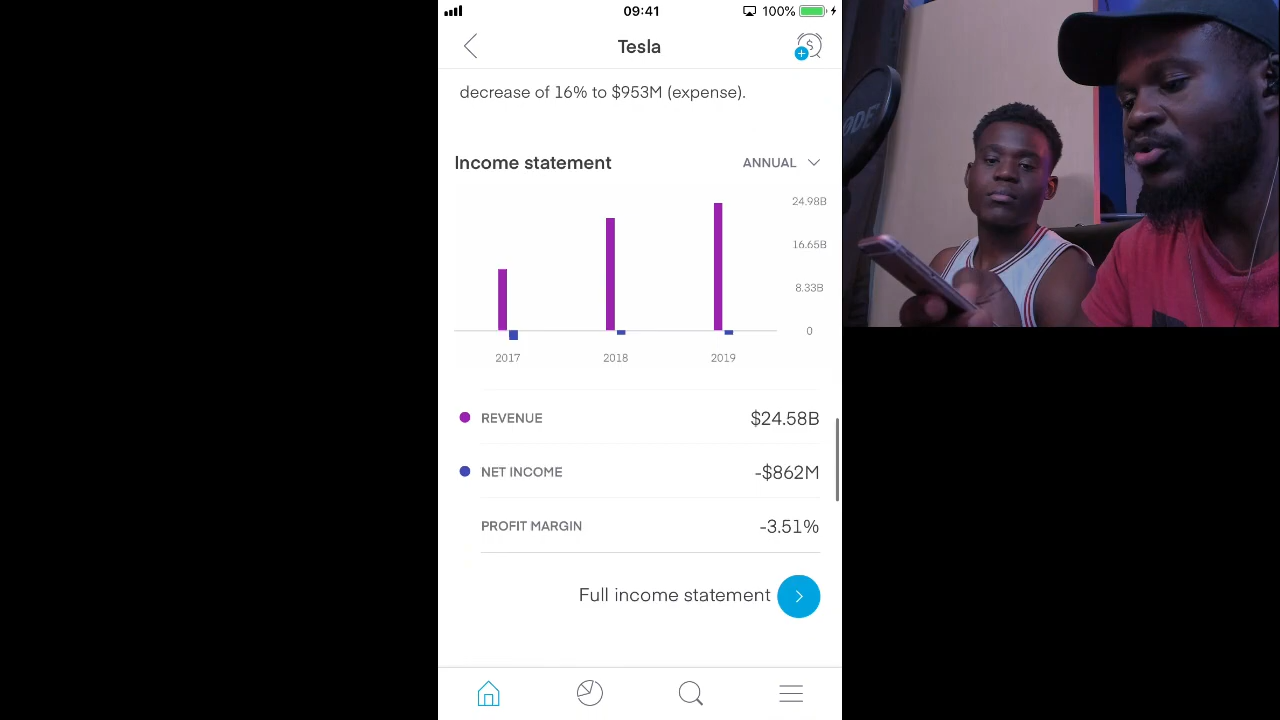 09:41
100%
Tesla
decrease of 16% to $953M (expense).
Income statement
ANNUAL
24.98B
16.65B
8.33B
0
2017
2018
2019
REVENUE
$24.58B
NET INCOME
-$862M
PROFIT MARGIN
-3.51%
Full income statement
RODE